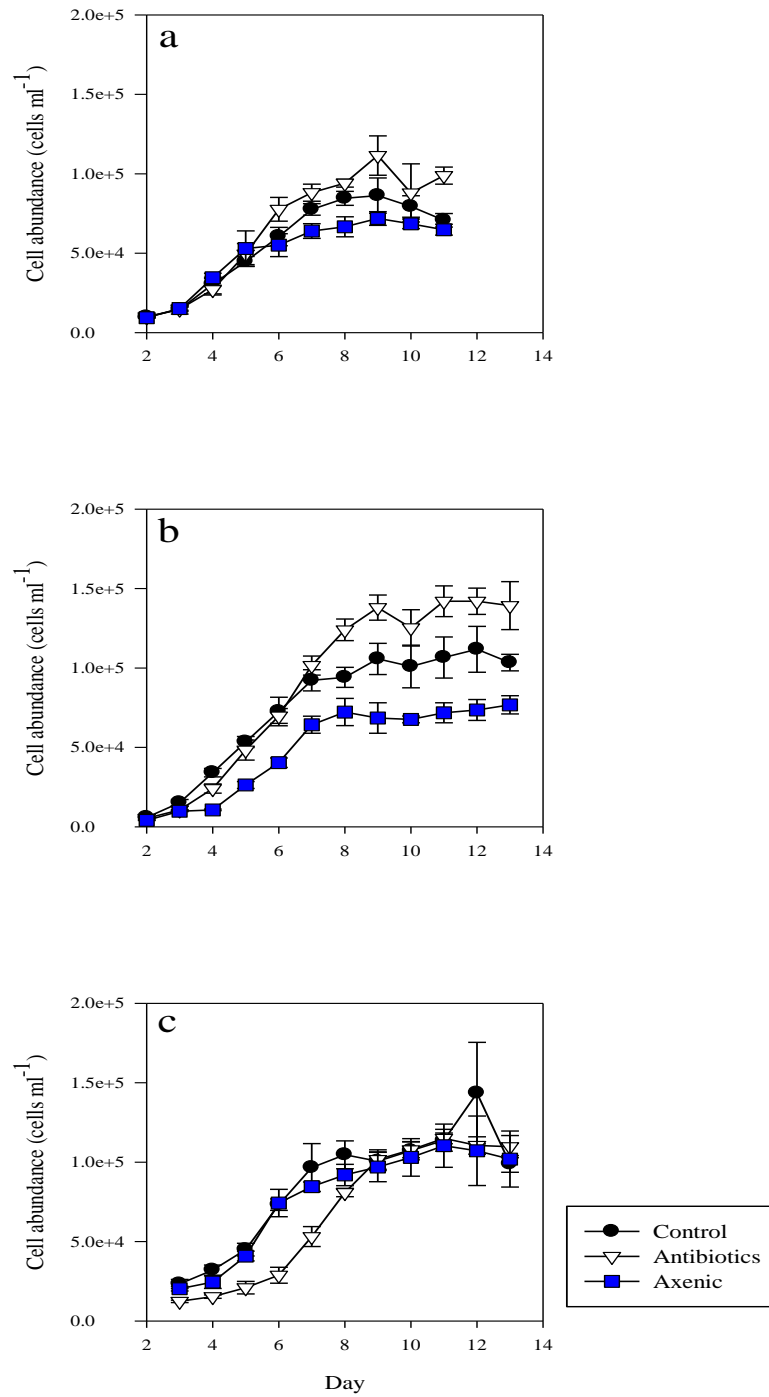 a
Cell abundance (cells ml-1)
2.0e+5
1.5e+5
1.0e+5
5.0e+4
0.0
2 4 6 8 10 12 14
b
Cell abundance (cells ml-1)
2.0e+5
1.5e+5
1.0e+5
5.0e+4
0.0
2 4 6 8 10 12 14
c
Cell abundance (cells ml-1)
2.0e+5
1.5e+5
1.0e+5
5.0e+4
0.0
2 4 6 8 10 12 14
Day
Control
Antibiotics
Axenic